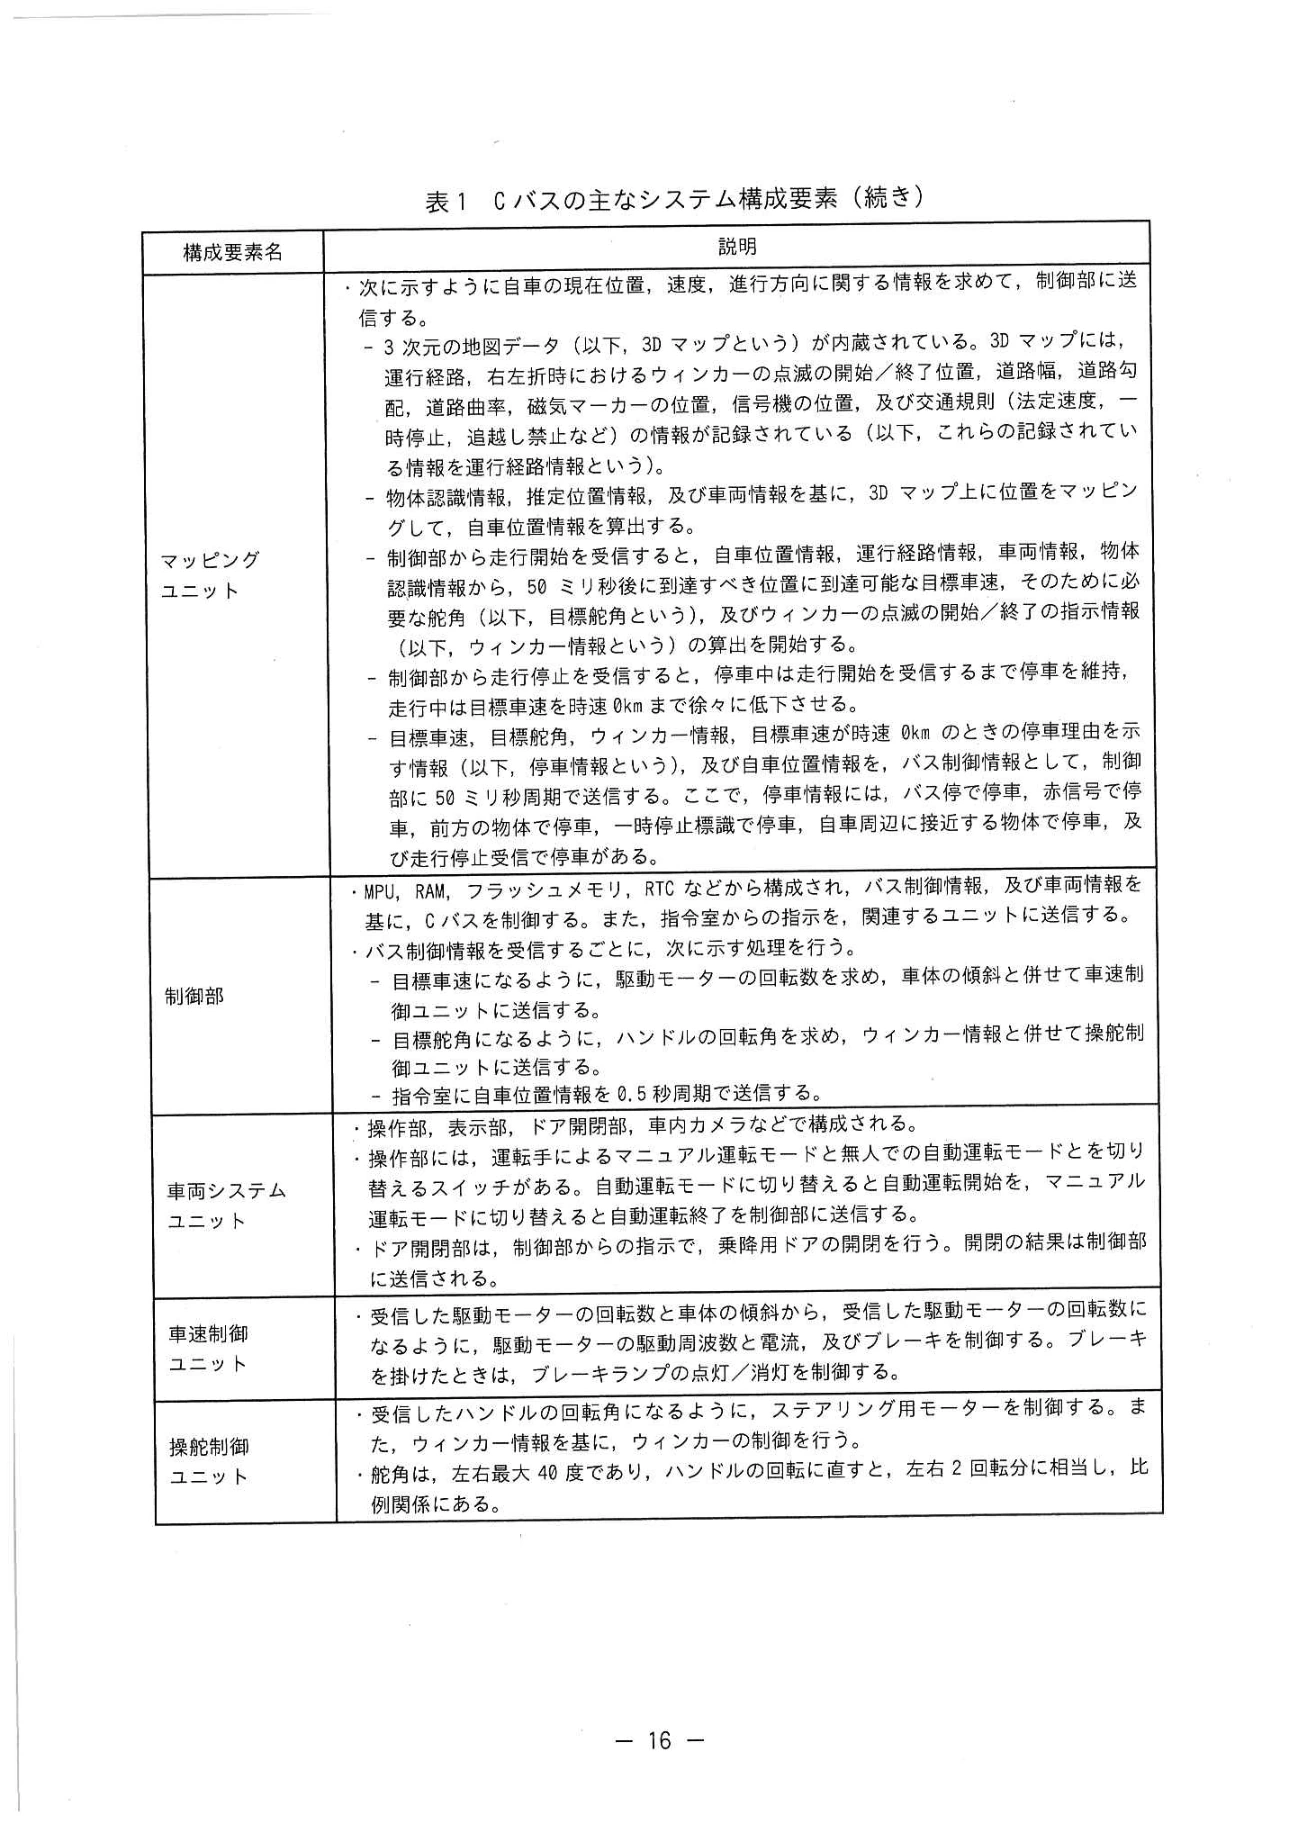 表1　Cバスの主なシステム構成要素（続き）
構成要素名
説明
マッピング
ユニット
・次に示すように自車の現在位置，速度，進行方向に関する情報を求めて，制御部に送
信する。
- 3次元の地図データ（以下，3Dマップという）が内蔵されている。3Dマップには，
運行経路，右左折時におけるウィンカーの点滅の開始／終了位置，道路幅，道路勾
配，道路曲率，磁気マーカーの位置，信号機の位置，及び交通規則（法定速度，一
時停止，追越し禁止など）の情報が記録されている（以下，これらの記録されてい
る情報を運行経路情報という）。
- 物体認識情報，推定位置情報，及び車両情報を基に，3Dマップ上に位置をマッピン
グして，自車位置情報を算出する。
- 制御部から走行開始を受信すると，自車位置情報，運行経路情報，車両情報，物体
認識情報から，50ミリ秒後に到達すべき位置に到達可能な目標車速，そのために必
要な舵角（以下，目標舵角という），及びウィンカーの点滅の開始／終了の指示情報
（以下，ウィンカー情報という）の算出を開始する。
- 制御部から走行停止を受信すると，停車中は走行開始を受信するまで停車を維持，
走行中は目標車速を時速0kmまで徐々に低下させる。
- 目標車速，目標舵角，ウィンカー情報，目標車速が時速0kmのときの停車理由を示
す情報（以下，停車情報という），及び自車位置情報を，バス制御情報として，制御
部に50ミリ秒周期で送信する。ここで，停車情報には，バス停で停車，赤信号で停
車，前方の物体で停車，一時停止標識で停車，自車周辺に接近する物体で停車，及
び走行停止受信で停車がある。
制御部
・MPU，RAM，フラッシュメモリ，RTCなどから構成され，バス制御情報，及び車両情報を
基に，Cバスを制御する。また，指令室からの指示を，関連するユニットに送信する。
・バス制御情報を受信するごとに，次に示す処理を行う。
- 目標車速になるように，駆動モーターの回転数を求め，車体の傾斜と併せて車速制
御ユニットに送信する。
- 目標舵角になるように，ハンドルの回転角を求め，ウィンカー情報と併せて操舵制
御ユニットに送信する。
- 指令室に自車位置情報を0.5秒周期で送信する。
車両システム
ユニット
・操作部，表示部，ドア開閉部，車内カメラなどで構成される。
・操作部には，運転手によるマニュアル運転モードと無人での自動運転モードとを切り
替えるスイッチがある。自動運転モードに切り替えると自動運転開始を，マニュアル
運転モードに切り替えると自動運転終了を制御部に送信する。
・ドア開閉部は，制御部からの指示で，乗降用ドアの開閉を行う。開閉の結果は制御部
に送信される。
車速制御
ユニット
・受信した駆動モーターの回転数と車体の傾斜から，受信した駆動モーターの回転数に
なるように，駆動モーターの駆動周波数と電流，及びブレーキを制御する。ブレーキ
を掛けたときは，ブレーキランプの点灯／消灯を制御する。
操舵制御
ユニット
・受信したハンドルの回転角になるように，ステアリング用モーターを制御する。ま
た，ウィンカー情報を基に，ウィンカーの制御を行う。
・舵角は，左右最大40度であり，ハンドルの回転に直すと，左右2回転分に相当し，比
例関係にある。
－ 16 －